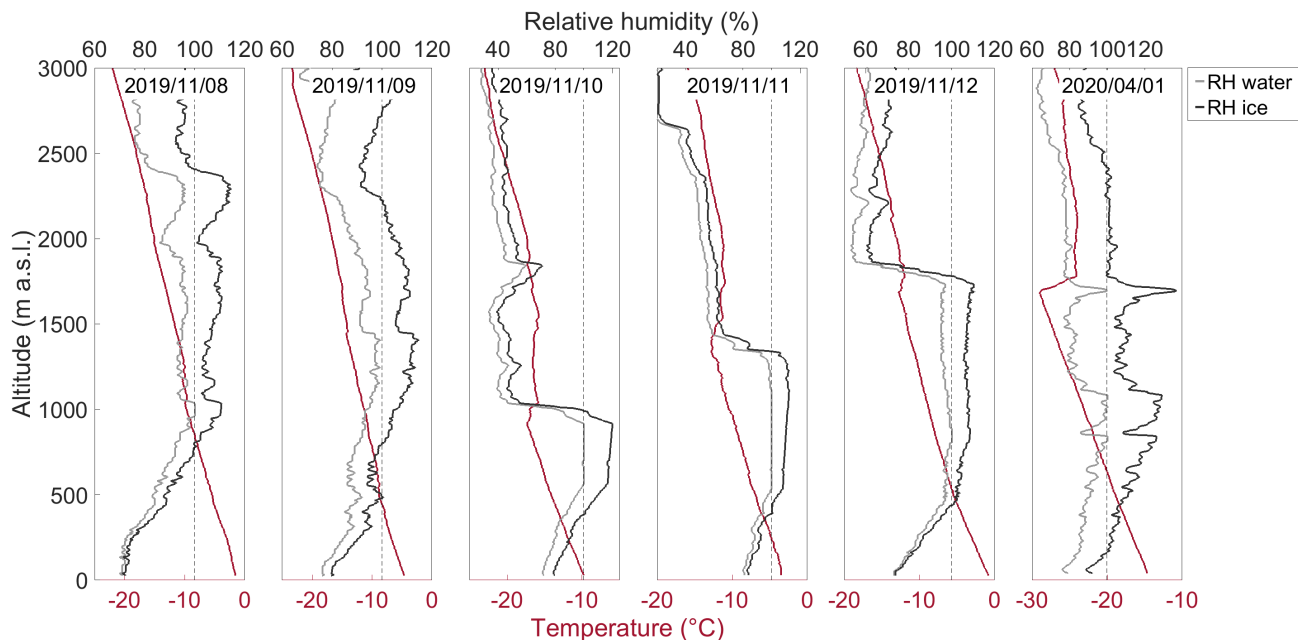 Relative humidity (%)
60 80 100 120 60 80 100 120 40 60 80 100 120 40 80 120 60 80 100 120 60 80 100 120
3000
2500
2000
1500
1000
500
0
Altitude (m a.s.l.)
2019/11/08 2019/11/09 2019/11/10 2019/11/11 2019/11/12 2020/04/01
RH water
RH ice
-20 -10 0 -20 -10 0 -20 -10 -20 -10 0 -20 -10 0 -30 -20 -10
Temperature (°C)